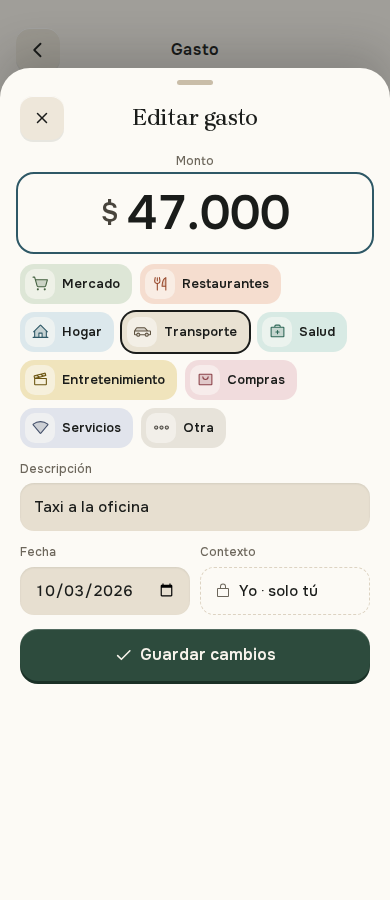 Gasto
Editar gasto
Monto
$ 47.000
Mercado
Restaurantes
Hogar
Transporte
Salud
Entretenimiento
Compras
Servicios
Otra
Descripción
Taxi a la oficina
Fecha
Contexto
10/03/2026
Yo · solo tú
Guardar cambios